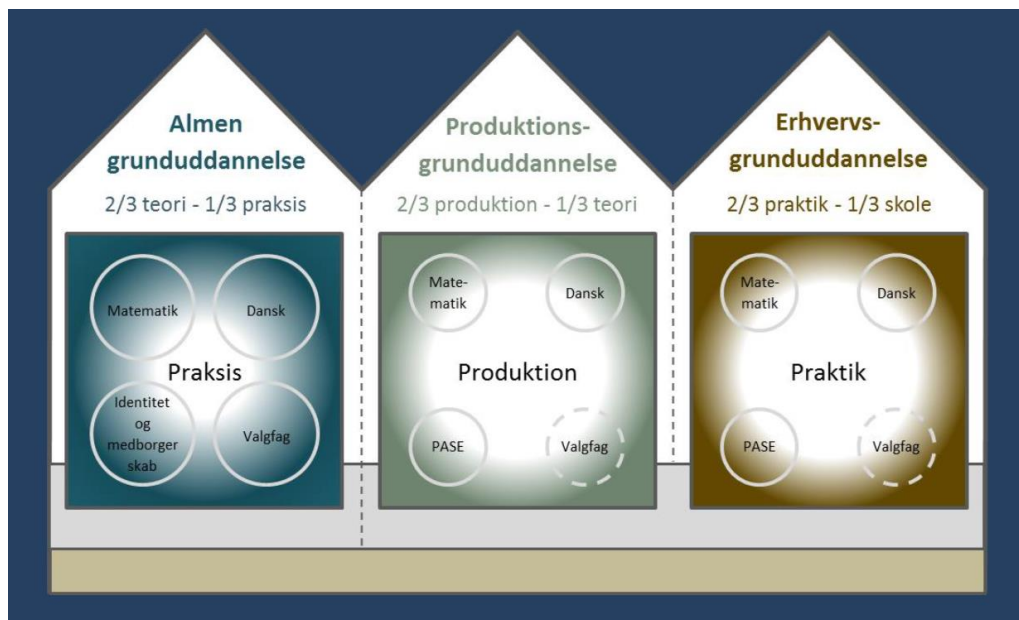 Almen
grunduddannelse
2/3 teori - 1/3 praksis
Matematik
Dansk
Praksis
Identitet
og
medborger
skab
Valgfag
Produktions-
grunduddannelse
2/3 produktion - 1/3 teori
Mate-
matik
Dansk
Produktion
PASE
Valgfag
Erhvervs-
grunduddannelse
2/3 praktik - 1/3 skole
Mate-
matik
Dansk
Praktik
PASE
Valgfag